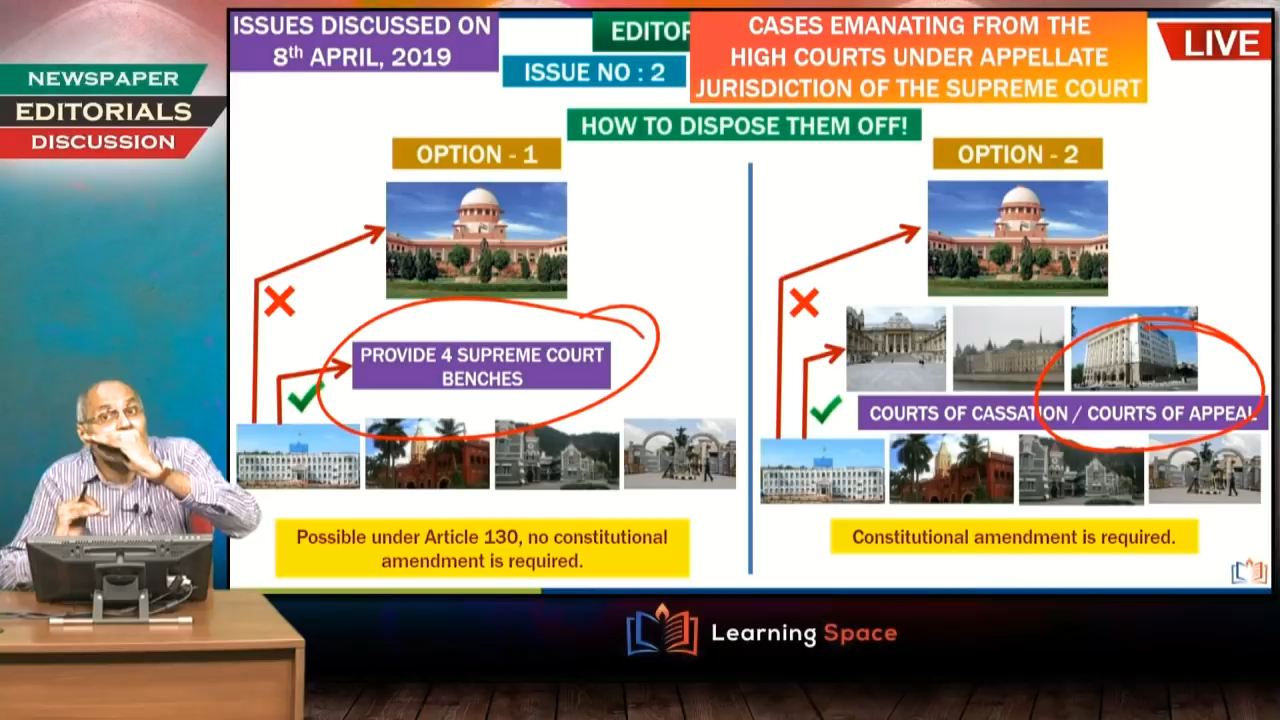 ISSUES DISCUSSED ON
8th APRIL, 2019
EDITOR
ISSUE NO : 2
CASES EMANATING FROM THE
HIGH COURTS UNDER APPELLATE
JURISDICTION OF THE SUPREME COURT
LIVE
NEWSPAPER
EDITORIALS
DISCUSSION
HOW TO DISPOSE THEM OFF!
OPTION - 1
PROVIDE 4 SUPREME COURT
BENCHES
Possible under Article 130, no constitutional
amendment is required.
OPTION - 2
COURTS OF CASSATION / COURTS OF APPEAL
Constitutional amendment is required.
Learning Space